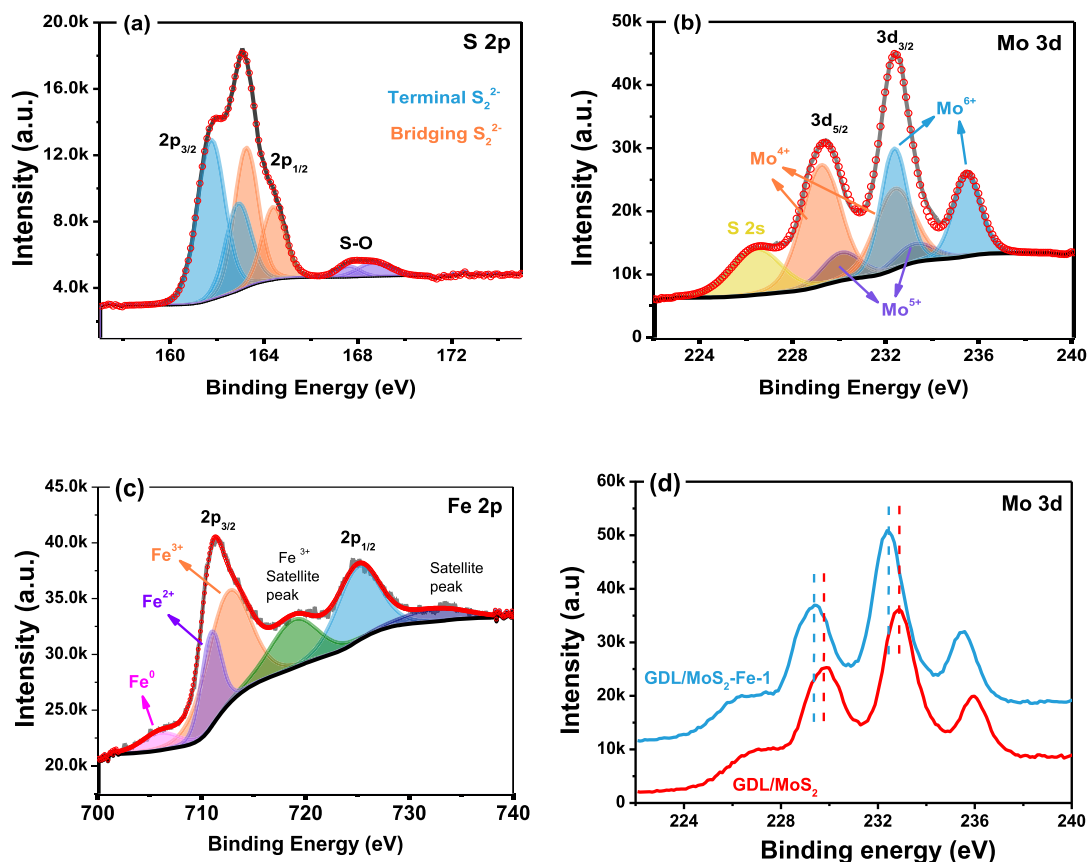 (a)
S 2p
20.0k
16.0k
12.0k
8.0k
4.0k
Intensity (a.u.)
Terminal S₂²⁻
Bridging S₂²⁻
2p₃/₂
2p₁/₂
S-O
160 164 168 172
Binding Energy (eV)
(b)
Mo 3d
50k
40k
30k
20k
10k
0
Intensity (a.u.)
3d₃/₂
3d₅/₂
Mo⁶⁺
Mo⁴⁺
S 2s
Mo⁵⁺
224 228 232 236 240
Binding Energy (eV)
(c)
Fe 2p
45.0k
40.0k
35.0k
30.0k
25.0k
20.0k
Intensity (a.u.)
2p₃/₂
2p₁/₂
Fe³⁺
Fe ³⁺
Satellite
peak
Satellite
peak
Fe²⁺
Fe⁰
700 710 720 730 740
Binding Energy (eV)
(d)
Mo 3d
60k
50k
40k
30k
20k
10k
0
Intensity (a.u)
GDL/MoS₂-Fe-1
GDL/MoS₂
224 228 232 236 240
Binding energy (eV)